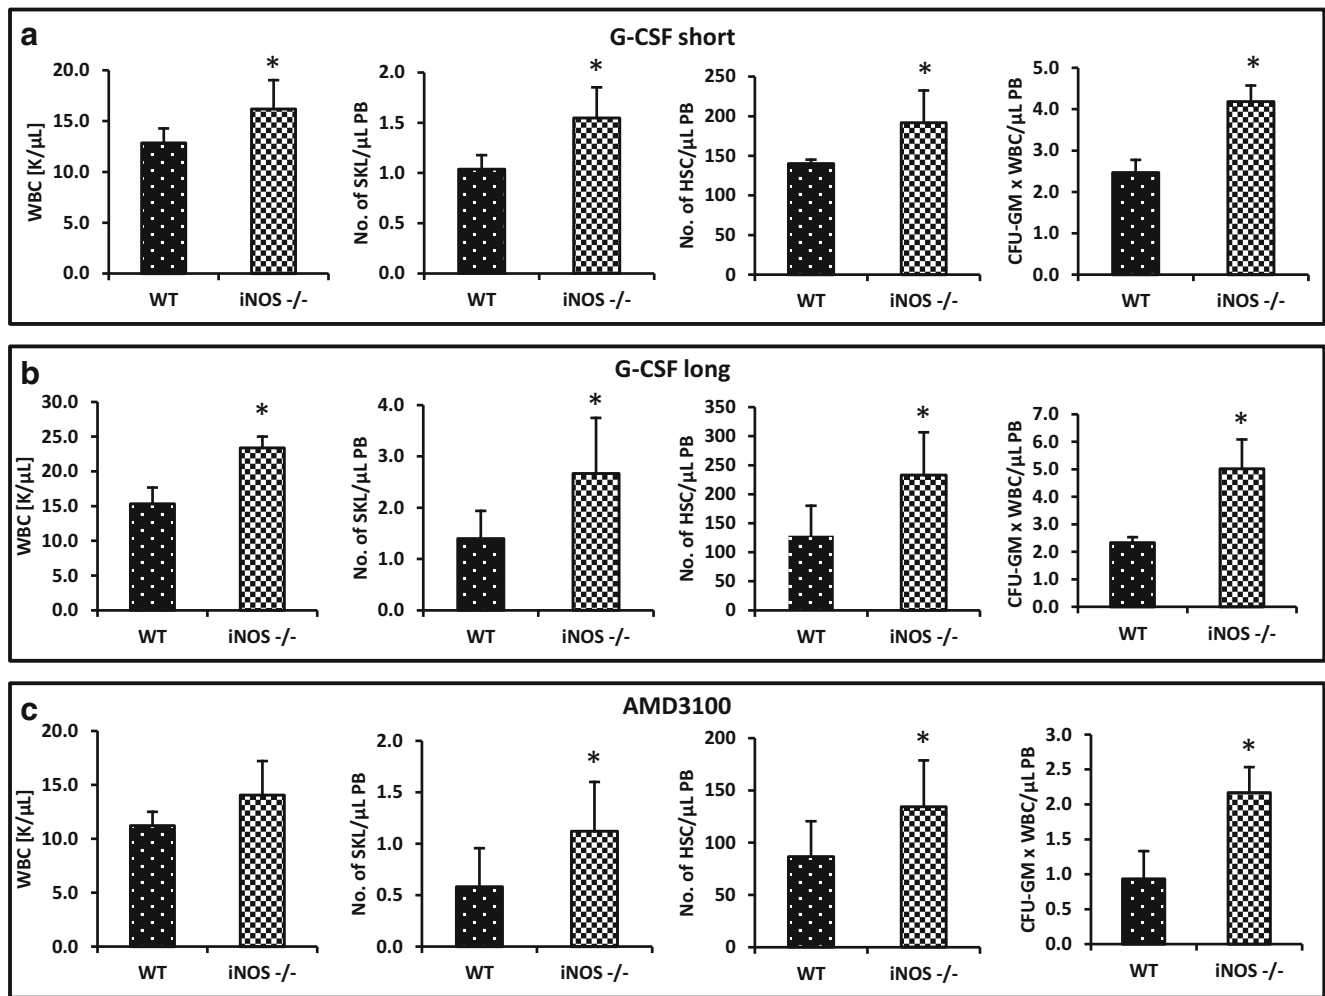 a
G-CSF short
WBC [K/µL]
20.0
15.0
10.0
5.0
0.0
*
WT
iNOS -/-
No. of SKL/µL PB
2.0
1.5
1.0
0.5
0.0
*
WT
iNOS -/-
No. of HSC/µL PB
250
200
150
100
50
0
*
WT
iNOS -/-
CFU-GM x WBC/µL PB
5.0
4.0
3.0
2.0
1.0
0.0
*
WT
iNOS -/-
b
G-CSF long
WBC [K/µL]
30.0
25.0
20.0
15.0
10.0
5.0
0.0
*
WT
iNOS -/-
No. of SKL/µL PB
4.0
3.0
2.0
1.0
0.0
*
WT
iNOS -/-
No. of HSC/µL PB
350
300
250
200
150
100
50
0
*
WT
iNOS -/-
CFU-GM x WBC/µL PB
7.0
6.0
5.0
4.0
3.0
2.0
1.0
0.0
*
WT
iNOS -/-
c
AMD3100
WBC [K/µL]
20.0
15.0
10.0
5.0
0.0
WT
iNOS -/-
No. of SKL/µL PB
2.0
1.5
1.0
0.5
0.0
*
WT
iNOS -/-
No. of HSC/µL PB
200
150
100
50
0
*
WT
iNOS -/-
CFU-GM x WBC/µL PB
3.0
2.5
2.0
1.5
1.0
0.5
0.0
*
WT
iNOS -/-